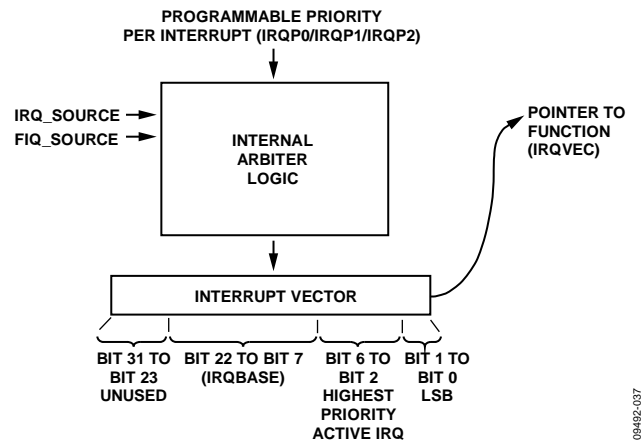 PROGRAMMABLE PRIORITY
PER INTERRUPT (IRQP0/IRQP1/IRQP2)
IRQ_SOURCE
FIQ_SOURCE
INTERNAL
ARBITER
LOGIC
POINTER TO
FUNCTION
(IRQVEC)
INTERRUPT VECTOR
BIT 31 TO
BIT 23
UNUSED
BIT 22 TO BIT 7
(IRQBASE)
BIT 6 TO
BIT 2
HIGHEST
PRIORITY
ACTIVE IRQ
BIT 1 TO
BIT 0
LSB
09492-037